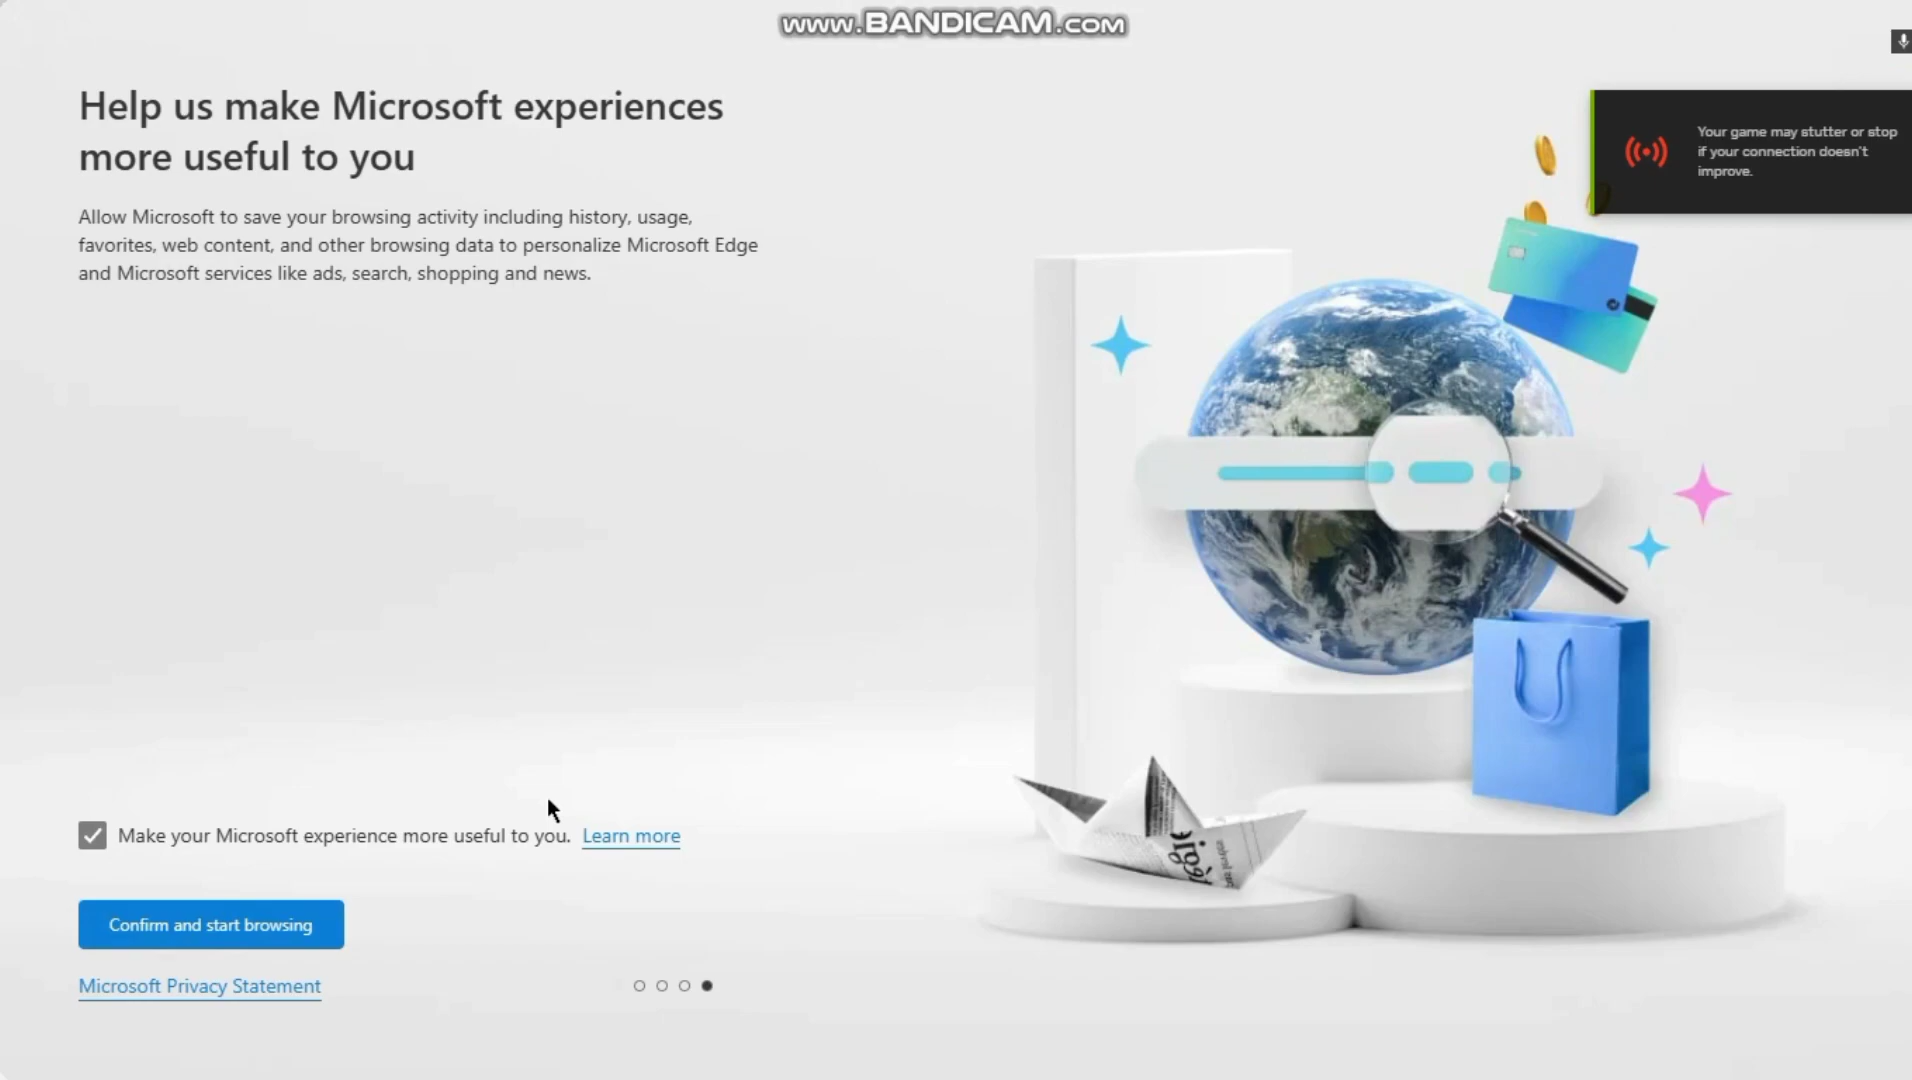 www.BANDICAM.com
Help us make Microsoft experiences
more useful to you
Allow Microsoft to save your browsing activity including history, usage,
favorites, web content, and other browsing data to personalize Microsoft Edge
and Microsoft services like ads, search, shopping and news.
Your game may stutter or stop
if your connection doesn't
improve.
Make your Microsoft experience more useful to you. Learn more
Confirm and start browsing
Microsoft Privacy Statement